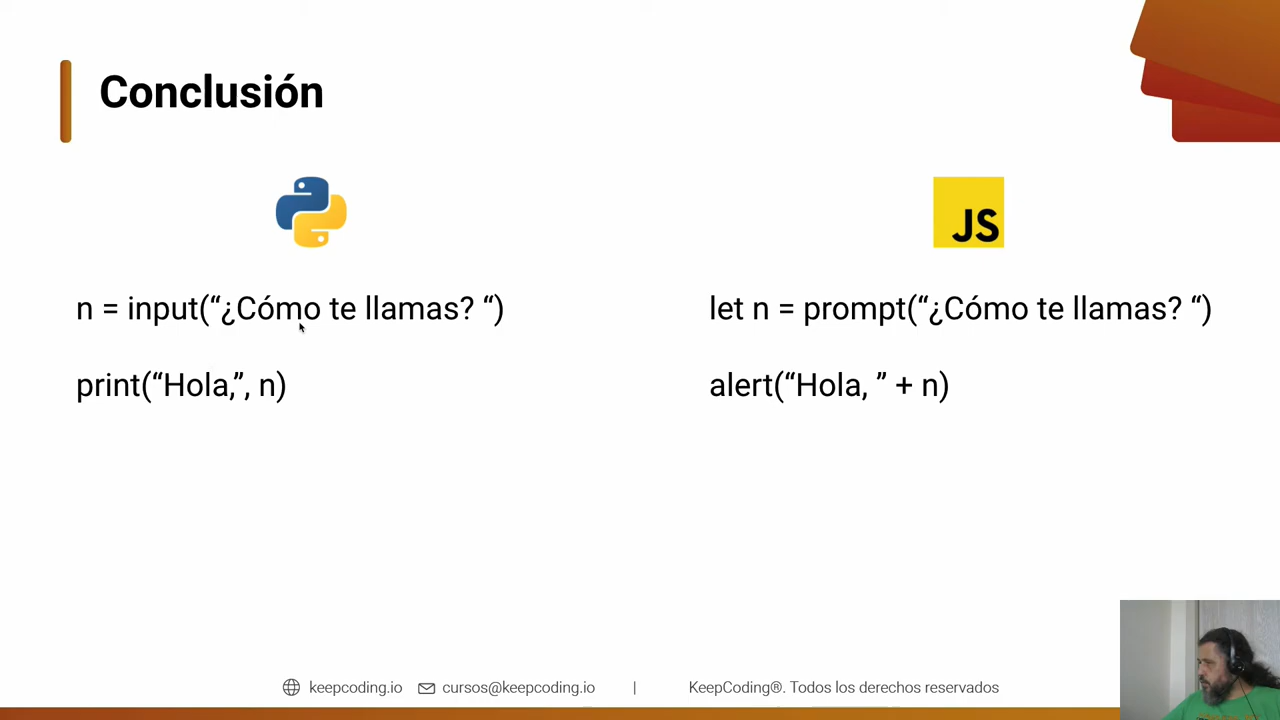 Conclusión
JS
n = input(“¿Cómo te llamas? “)
print(“Hola,”, n)
let n = prompt(“¿Cómo te llamas? “)
alert(“Hola, ” + n)
keepcoding.io cursos@keepcoding.io | KeepCoding®. Todos los derechos reservados